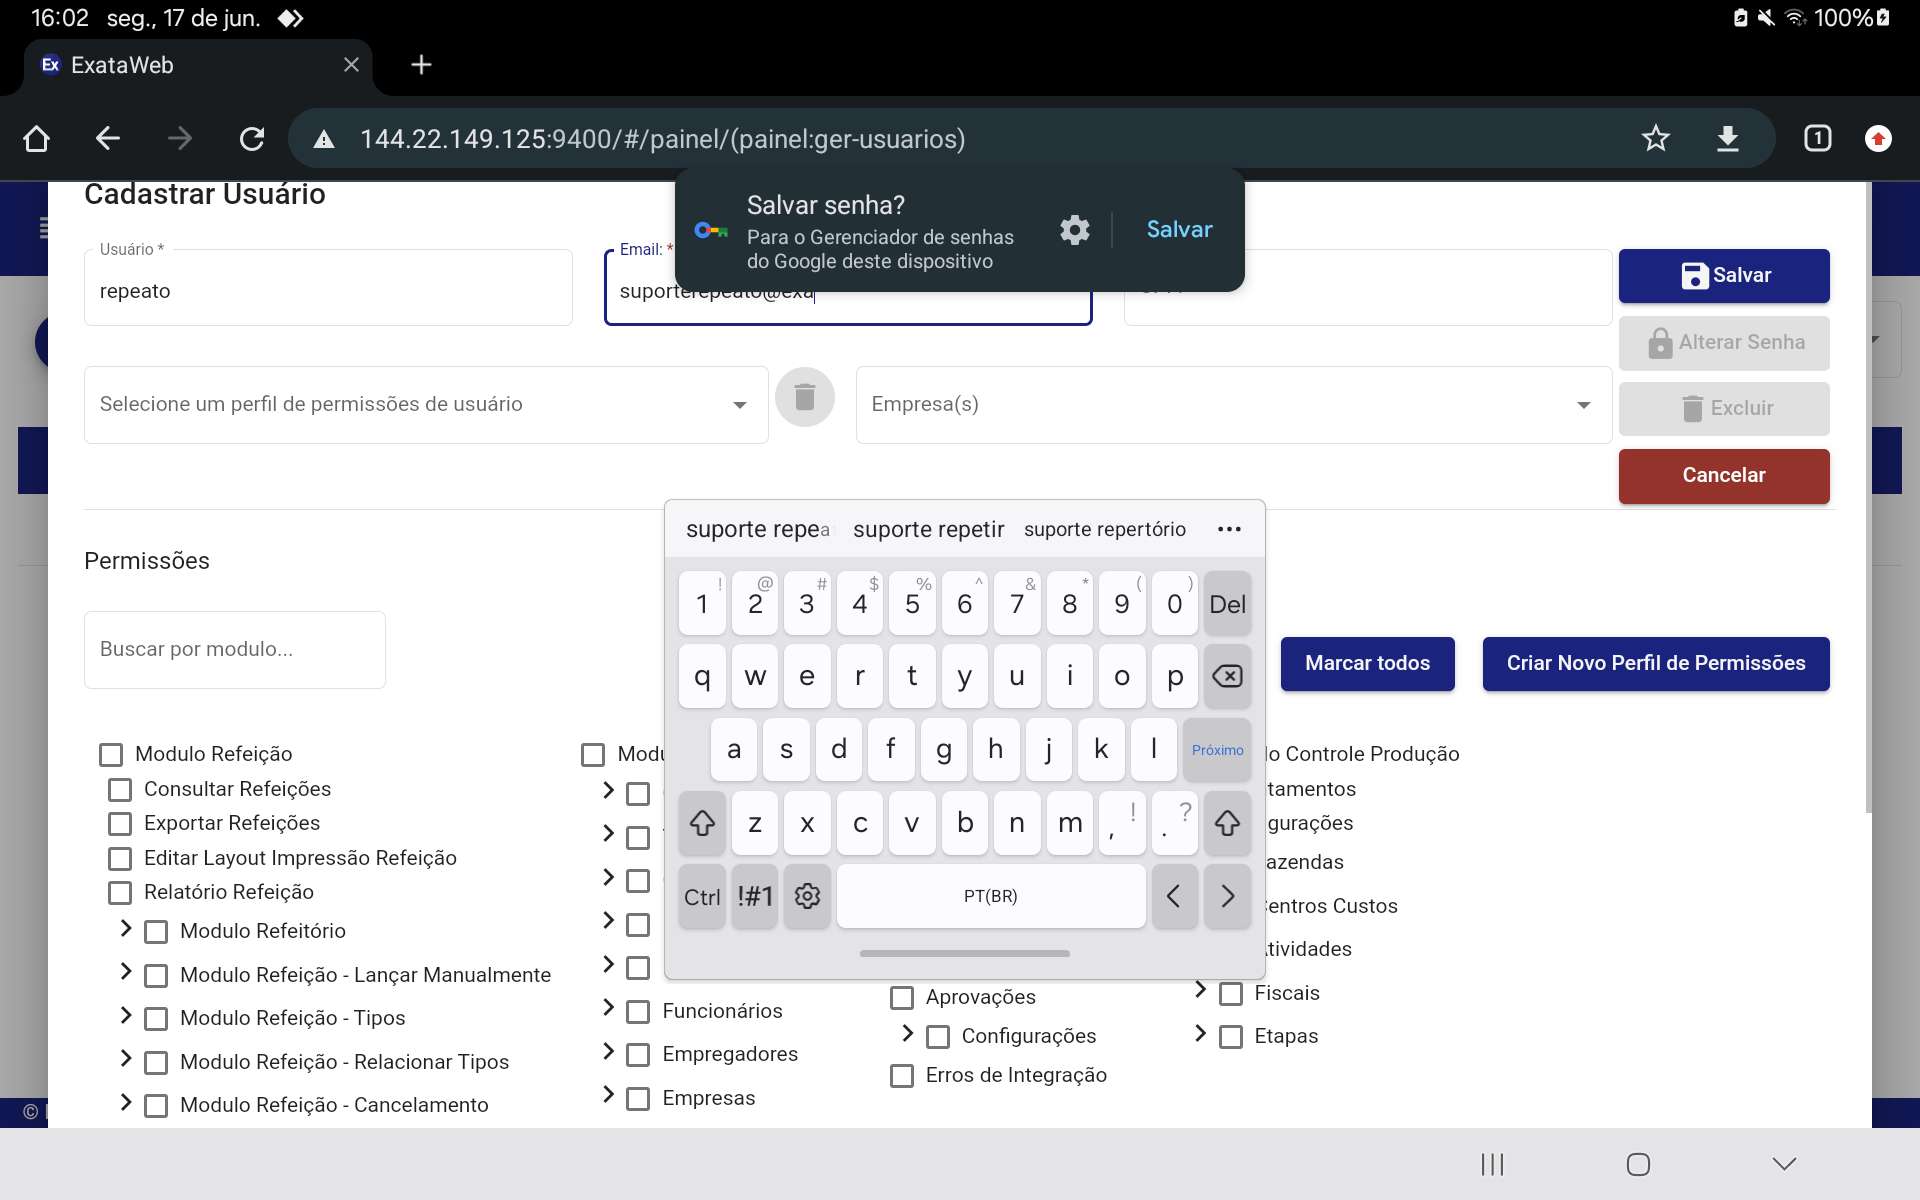 16:02 seg., 17 de jun. 100%
Ex ExataWeb
144.22.149.125:9400/#/painel/(painel:ger-usuarios) 1
Cadastrar Usuário
Salvar senha?
Para o Gerenciador de senhas
do Google deste dispositivo
Salvar
Usuário *
repeato
Email: *
suporterepeato@exa
Salvar
Alterar Senha
Selecione um perfil de permissões de usuário
Empresa(s)
Excluir
Cancelar
suporte repea suporte repetir suporte repertório
Permissões
Buscar por modulo...
Marcar todos
Criar Novo Perfil de Permissões
! @ # $ % ^ & * ( )
1 2 3 4 5 6 7 8 9 0 Del
q w e r t y u i o p
a s d f g h j k l Próximo
! ?
z x c v b n m , .
Ctrl !#1 PT(BR)
Modulo Refeição
Consultar Refeições
Exportar Refeições
Editar Layout Impressão Refeição
Relatório Refeição
Modulo Refeitório
Modulo Refeição - Lançar Manualmente
Modulo Refeição - Tipos
Modulo Refeição - Relacionar Tipos
Modulo Refeição - Cancelamento
Modu
Funcionários
Empregadores
Empresas
Aprovações
Configurações
Erros de Integração
lo Controle Produção
tamentos
gurações
azendas
entros Custos
tividades
Fiscais
Etapas
©